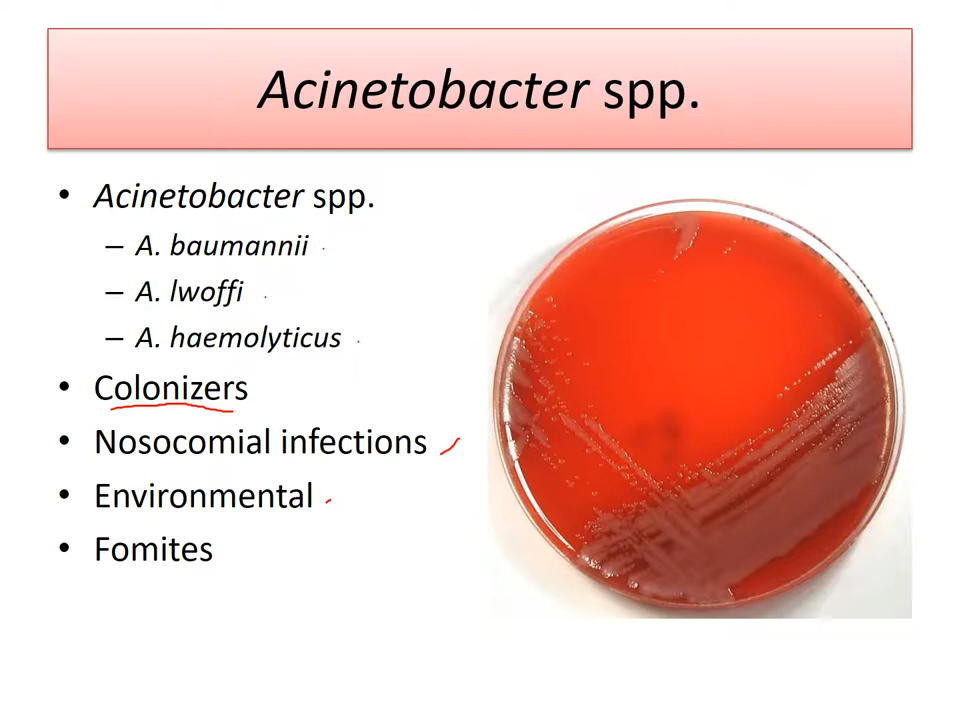 Acinetobacter spp.
• Acinetobacter spp.
– A. baumannii
– A. lwoffi
– A. haemolyticus
• Colonizers
• Nosocomial infections
• Environmental
• Fomites